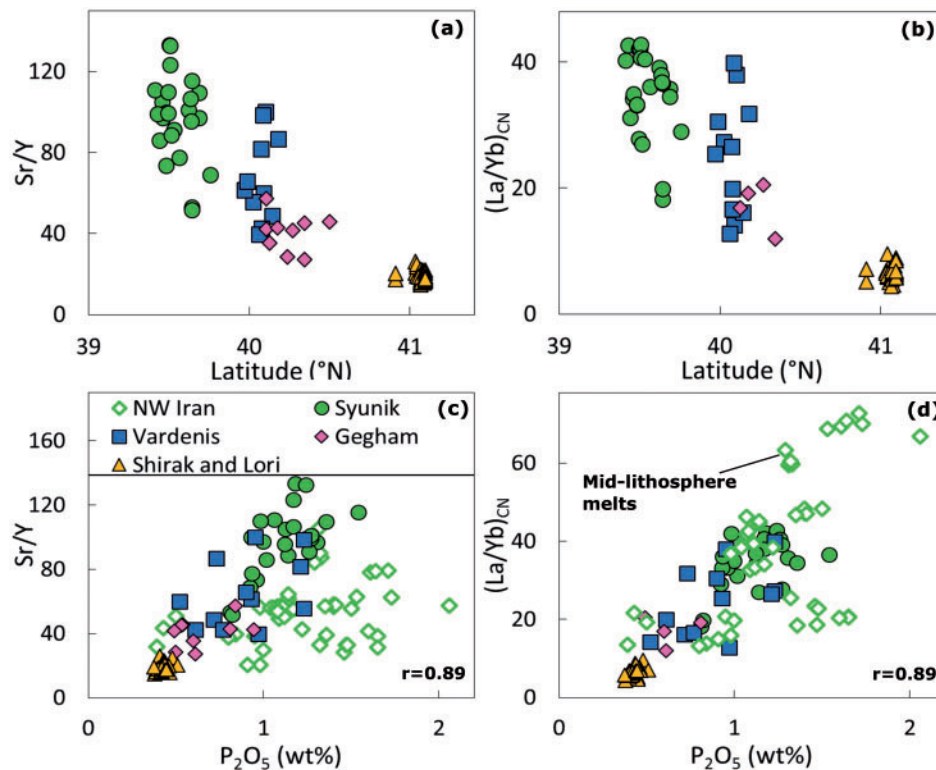 (a)
Sr/Y
120
80
40
0
39
40
41
Latitude (°N)
(b)
(La/Yb)CN
40
20
0
39
40
41
Latitude (°N)
(c)
NW Iran
Syunik
Vardenis
Gegham
Shirak and Lori
Sr/Y
200
160
120
80
40
0
r=0.89
0
1
2
P₂O₅ (wt%)
(d)
(La/Yb)CN
60
40
20
0
Mid-lithosphere
melts
r=0.89
0
1
2
P₂O₅ (wt%)